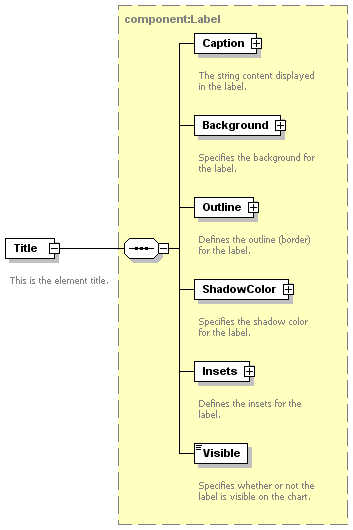 component:Label
Caption
The string content displayed
in the label.
Background
Specifies the background for
the label.
Outline
Defines the outline (border)
for the label.
Title
This is the element title.
ShadowColor
Specifies the shadow color
for the label.
Insets
Defines the insets for the
label.
Visible
Specifies whether or not the
label is visible on the chart.